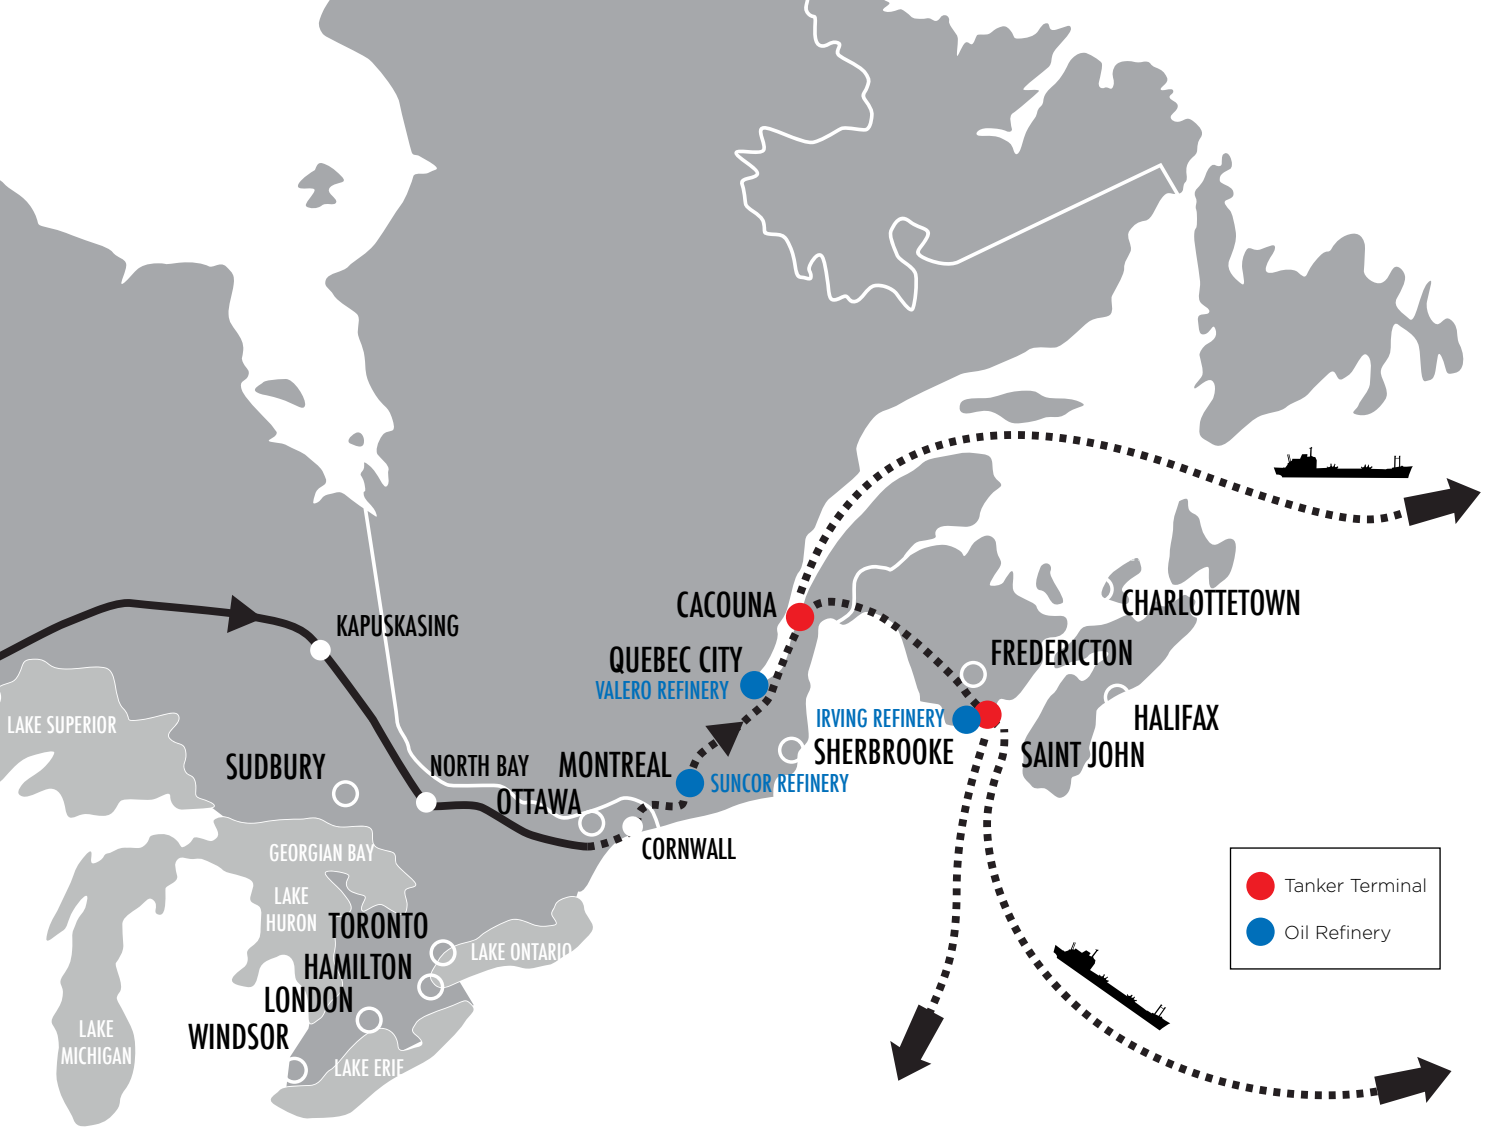 KAPUSKASING
CACOUNA
CHARLOTTETOWN
QUEBEC CITY
VALERO REFINERY
FREDERICTON
LAKE SUPERIOR
IRVING REFINERY
HALIFAX
SUDBURY
NORTH BAY
MONTREAL
SUNCOR REFINERY
SHERBROOKE
SAINT JOHN
OTTAWA
CORNWALL
GEORGIAN BAY
LAKE
HURON
TORONTO
LAKE ONTARIO
HAMILTON
LONDON
WINDSOR
LAKE
MICHIGAN
LAKE ERIE
Tanker Terminal
Oil Refinery